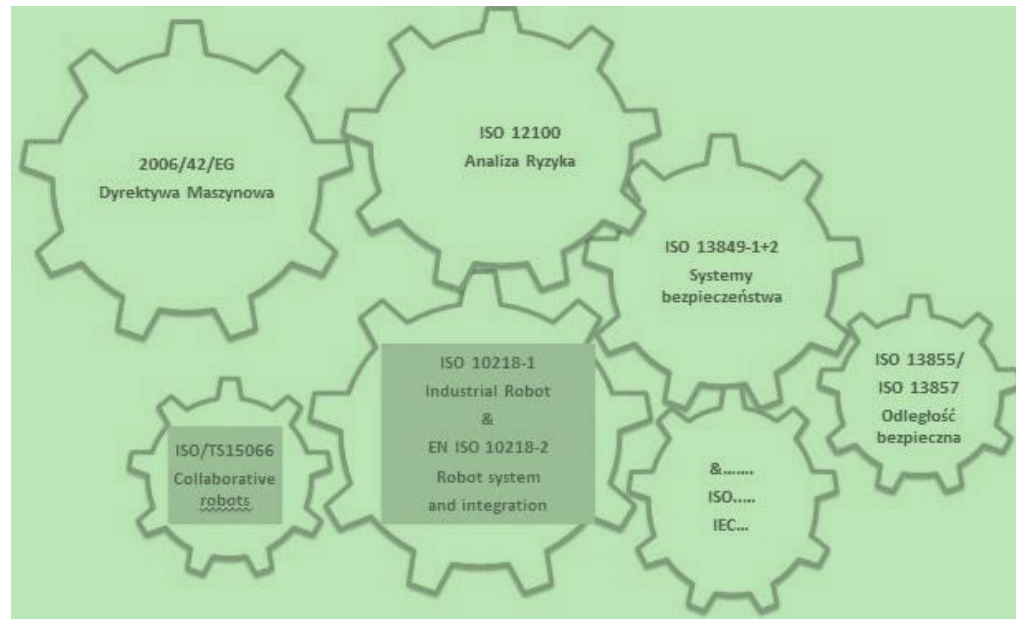 2006/42/EG
Dyrektywa Maszynowa
ISO 12100
Analiza Ryzyka
ISO 13849-1+2
Systemy
bezpieczeństwa
ISO 13855/
ISO 13857
Odległość
bezpieczna
ISO/TS15066
Collaborative
robots
ISO 10218-1
Industrial Robot
&
EN ISO 10218-2
Robot system
and integration
&.......
ISO.....
IEC...